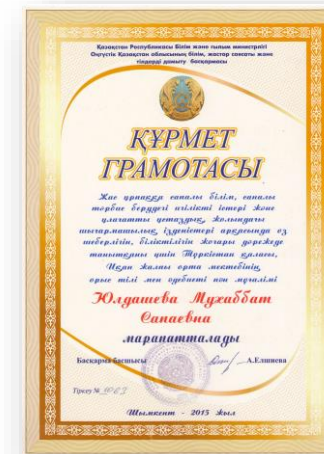 Қазақстан Республикасы Білім және ғылым министрлігі
Оңтүстік Қазақстан облысының білім, жастар саясаты және
тілдерді дамыту басқармасы
ҚҰРМЕТ
ГРАМОТАСЫ
Жас ұрпаққа сапалы білім, саналы
тәрбие берудегі игілікті істері және
ұлағатты ұстаздық жолындағы
шығармашылық ізденістері арқасында өз
шеберлігін, біліктілігін жоғары дәрежеде
танытқаны үшін Түркістан қаласы,
Иқан жалпы орта мектебінің
орыс тілі мен әдебиеті пән мұғалімі
Юлдашева Мухаббат
Сапаевна
марапатталады
Басқарма басшысы А.Елшиева
Тіркеу №
Шымкент - 2015 жыл